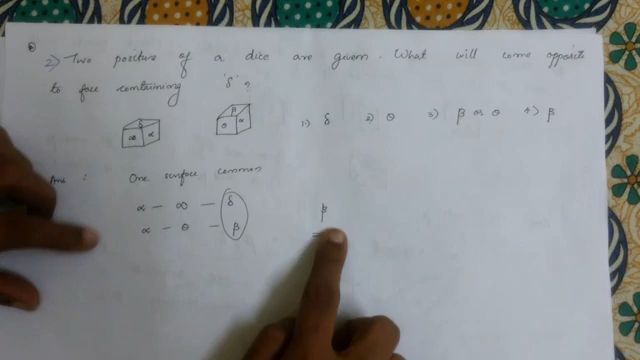 2) Two positive of a dice are given. What will come opposite
to face containing 'δ'?
δ ∞ α
β θ α
1) δ 2) θ 3) β or θ 4) β
Ans : One surface common
α — ∞ — δ
α — θ — β
β